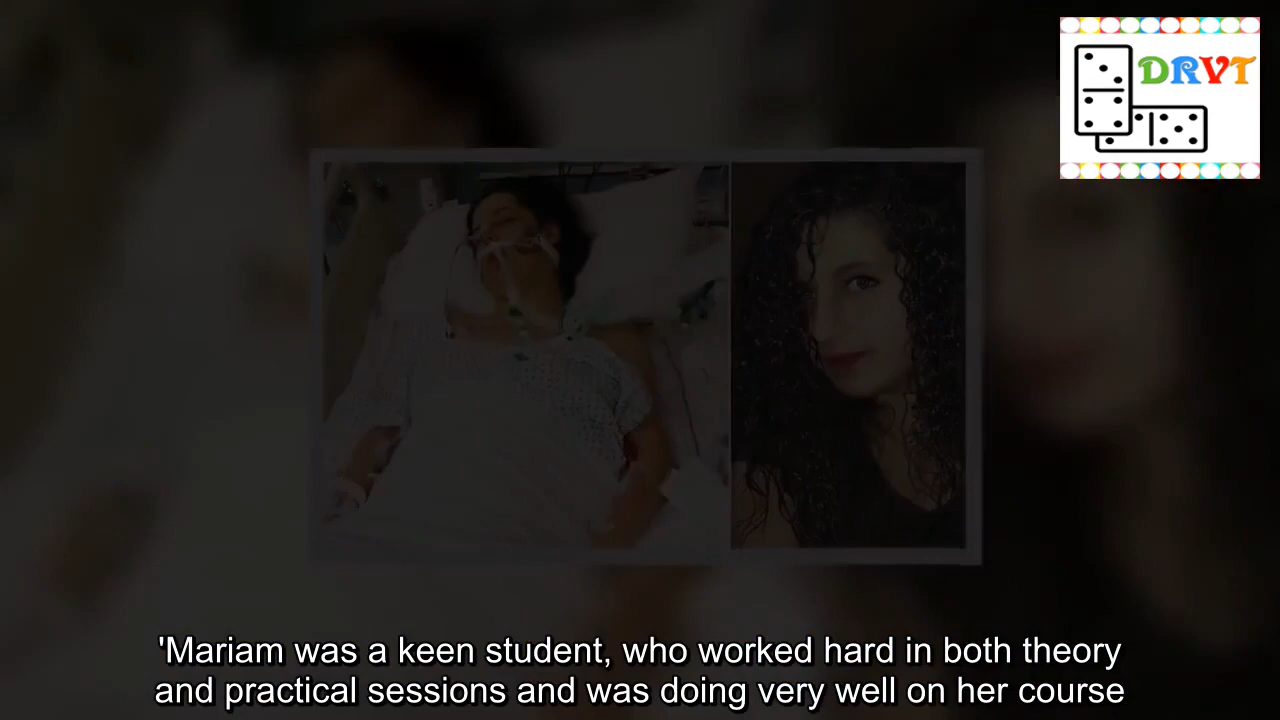 DRVT
'Mariam was a keen student, who worked hard in both theory
and practical sessions and was doing very well on her course